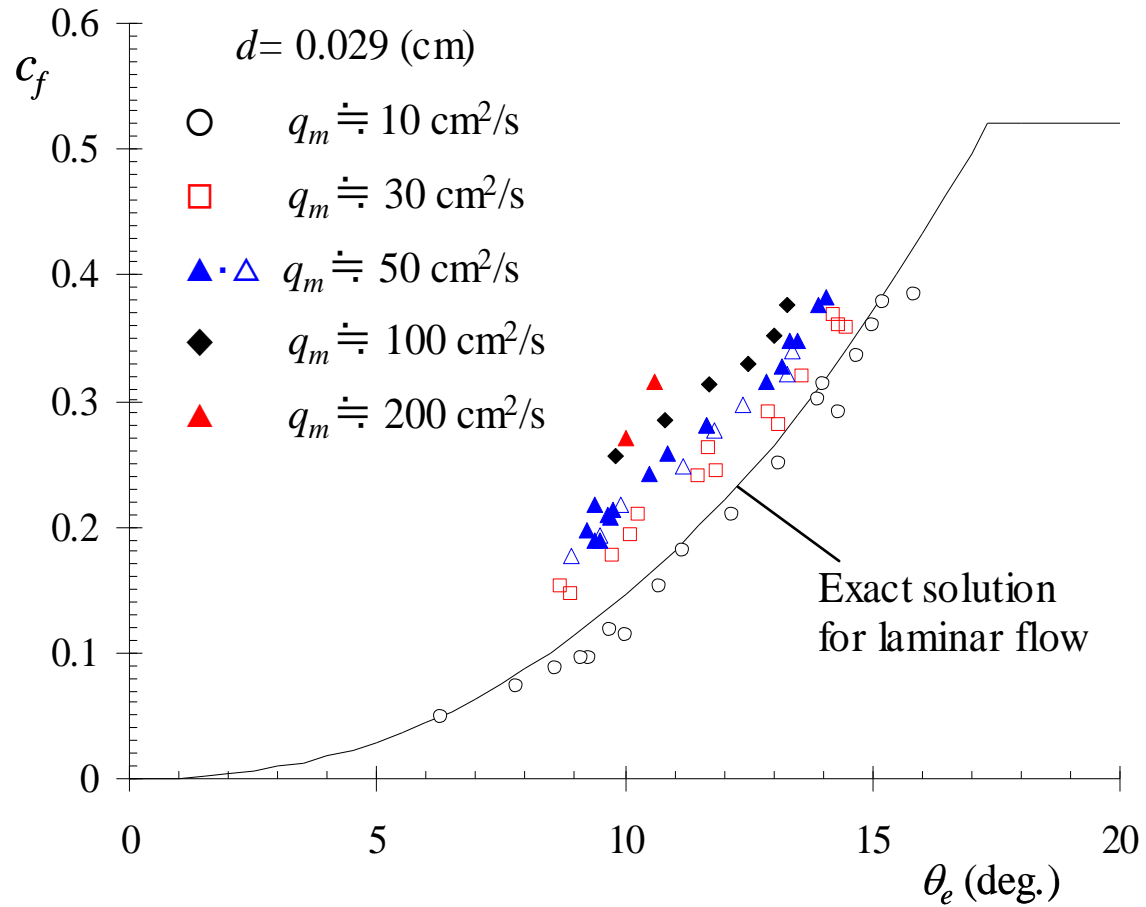 0.6
c_f
d= 0.029 (cm)
q_m ≒ 10 cm²/s
0.5
q_m ≒ 30 cm²/s
0.4
▲·△ q_m ≒ 50 cm²/s
q_m ≒ 100 cm²/s
0.3
q_m ≒ 200 cm²/s
0.2
Exact solution
for laminar flow
0.1
0
0 5 10 15 20
θ_e (deg.)